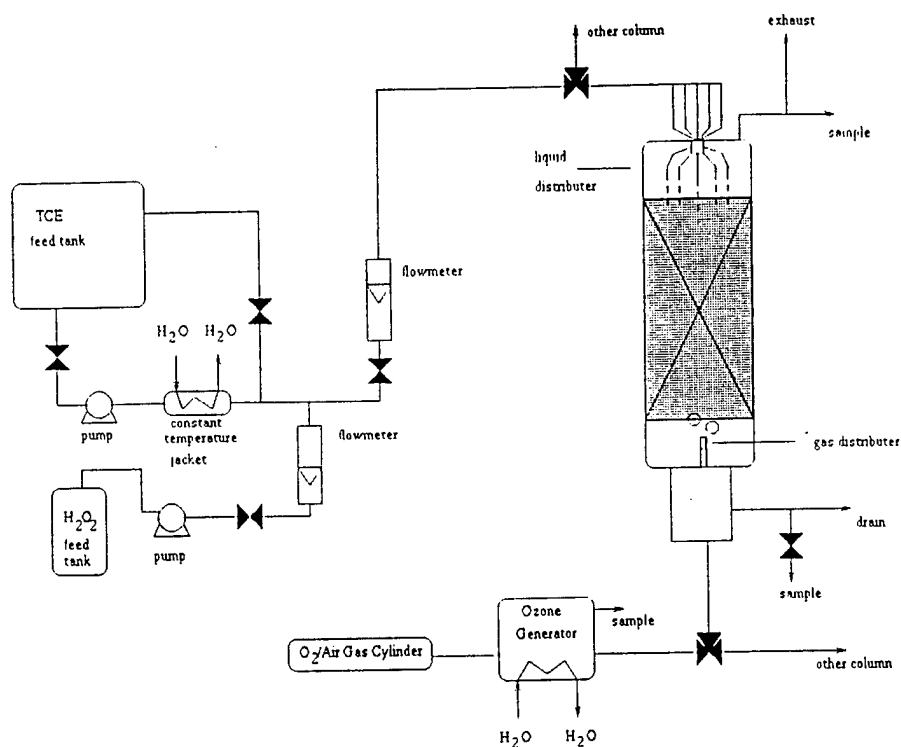 exhaust
other column
sample
liquid
distributer
TCE
feed tank
flowmeter
H₂O
H₂O
pump
constant
temperature
jacket
flowmeter
gas distributer
H₂O₂
feed
tank
pump
drain
sample
Ozone
Generator
sample
O₂/Air Gas Cylinder
other column
H₂O
H₂O